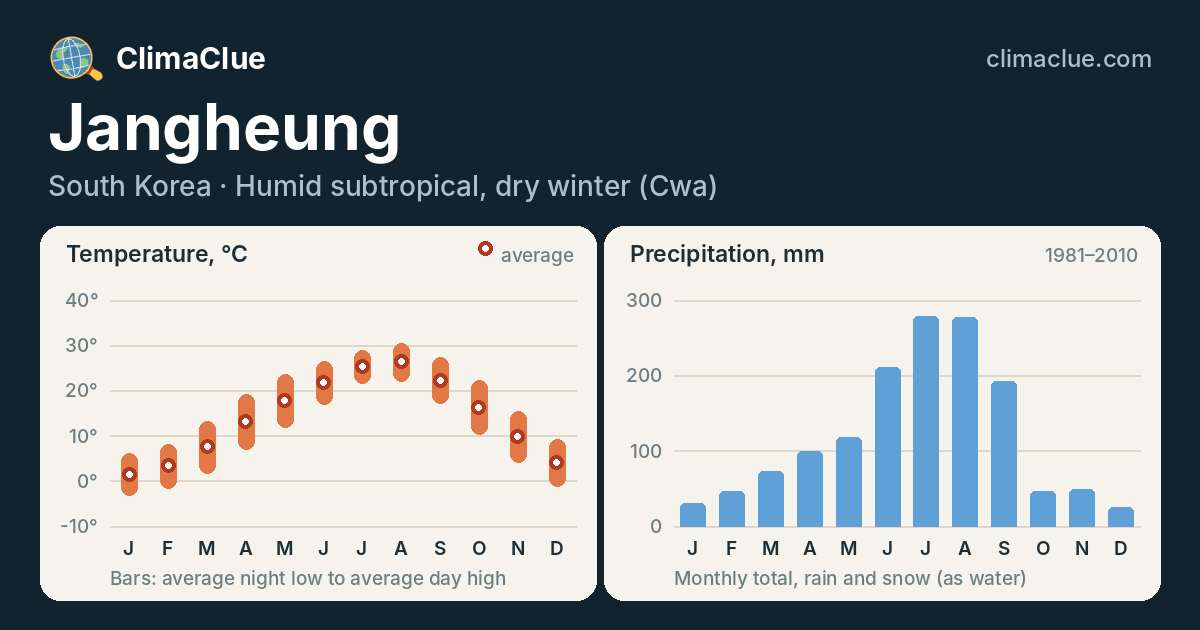 ClimaClue
climaclue.com
Jangheung
South Korea · Humid subtropical, dry winter (Cwa)
Temperature, °C
average
40°
30°
20°
10°
0°
-10°
J F M A M J J A S O N D
Bars: average night low to average day high
Precipitation, mm
1981–2010
300
200
100
0
J F M A M J J A S O N D
Monthly total, rain and snow (as water)